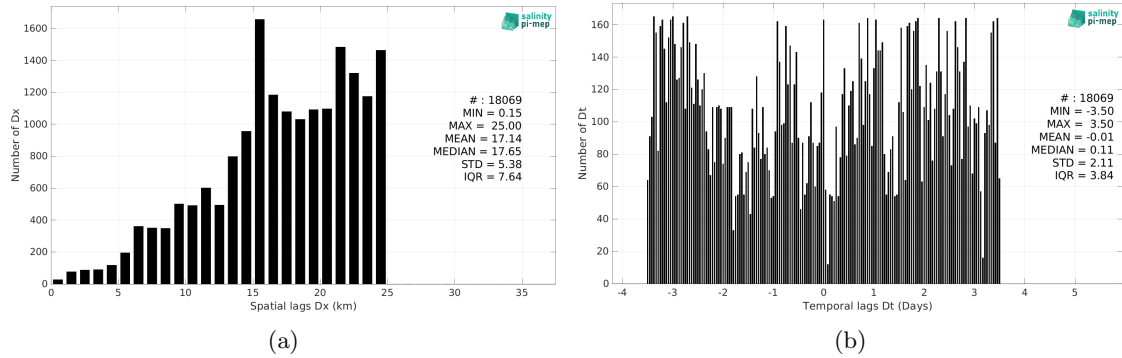 salinity
pi-mep
1600
1400
1200
1000
800
600
400
200
0
Number of Dx
# : 18069
MIN = 0.15
MAX = 25.00
MEAN = 17.14
MEDIAN = 17.65
STD = 5.38
IQR = 7.64
0 5 10 15 20 25 30 35
Spatial lags Dx (km)
(a)
salinity
pi-mep
160
140
120
100
80
60
40
20
0
Number of Dt
# : 18069
MIN = -3.50
MAX = 3.50
MEAN = -0.01
MEDIAN = 0.11
STD = 2.11
IQR = 3.84
-4 -3 -2 -1 0 1 2 3 4 5
Temporal lags Dt (Days)
(b)